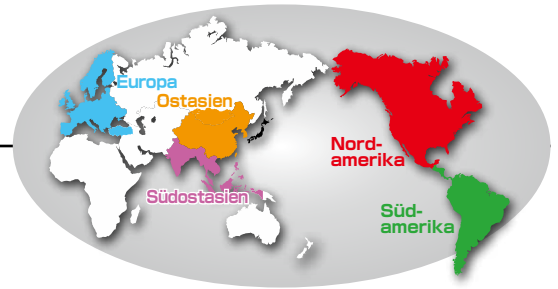 Europa
Ostasien
Südostasien
Nord-
amerika
Süd-
amerika